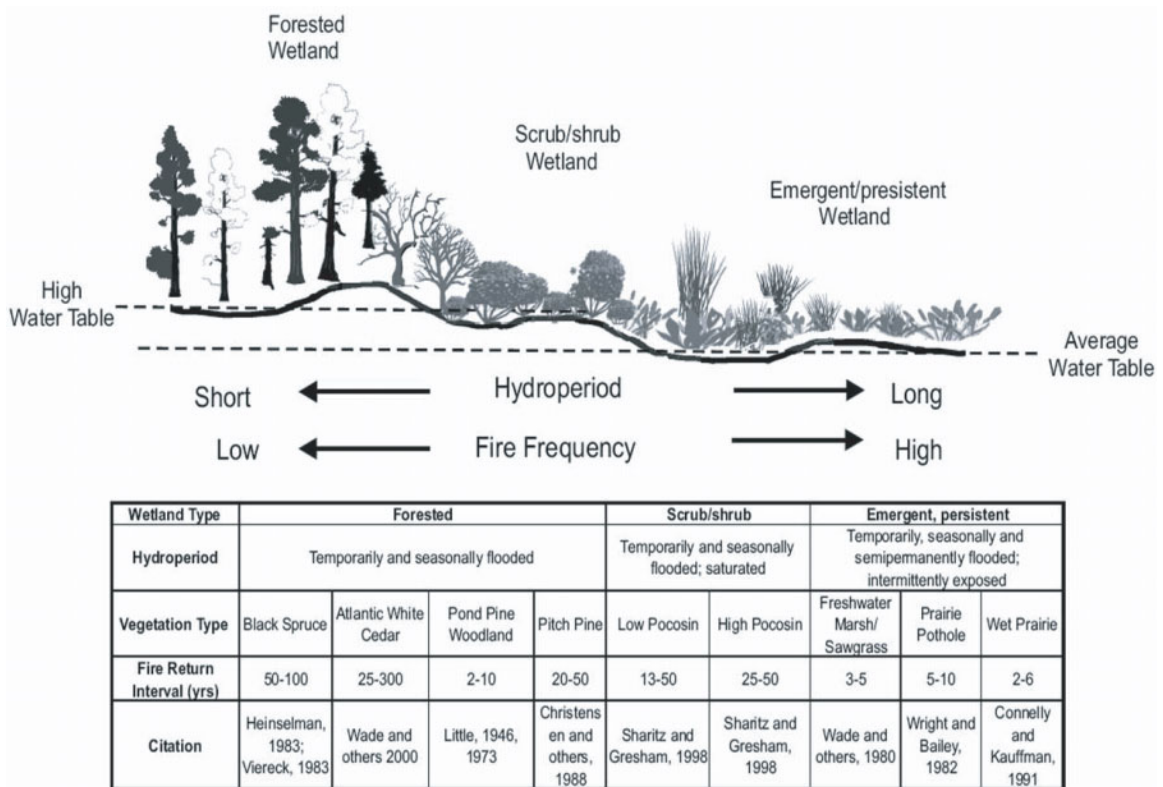 Forested
Wetland
Scrub/shrub
Wetland
Emergent/presistent
Wetland
High
Water Table
Average
Water Table
Short Hydroperiod Long
Low Fire Frequency High
Wetland Type Forested Scrub/shrub Emergent, persistent
Hydroperiod
Temporarily and seasonally flooded
Temporarily and seasonally
flooded; saturated
Temporarily, seasonally and
semipermanently flooded;
intermittently exposed
Vegetation Type
Black Spruce
Atlantic White
Cedar
Pond Pine
Woodland
Pitch Pine
Low Pocosin
High Pocosin
Freshwater
Marsh/
Sawgrass
Prairie
Pothole
Wet Prairie
Fire Return
Interval (yrs)
50-100
25-300
2-10
20-50
13-50
25-50
3-5
5-10
2-6
Citation
Heinselman,
1983;
Viereck, 1983
Wade and
others 2000
Little, 1946,
1973
Christens
en and
others,
1988
Sharitz and
Gresham, 1998
Sharitz and
Gresham,
1998
Wade and
others, 1980
Wright and
Bailey,
1982
Connelly
and
Kauffman,
1991